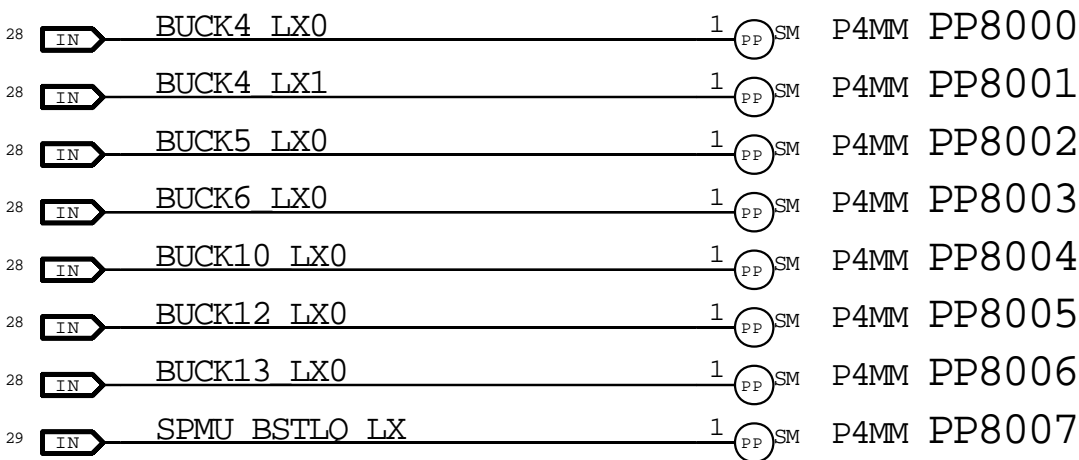 28 IN BUCK4_LX0 1 PP SM P4MM PP8000
28 IN BUCK4_LX1 1 PP SM P4MM PP8001
28 IN BUCK5_LX0 1 PP SM P4MM PP8002
28 IN BUCK6_LX0 1 PP SM P4MM PP8003
28 IN BUCK10_LX0 1 PP SM P4MM PP8004
28 IN BUCK12_LX0 1 PP SM P4MM PP8005
28 IN BUCK13_LX0 1 PP SM P4MM PP8006
29 IN SPMU_BSTLQ_LX 1 PP SM P4MM PP8007